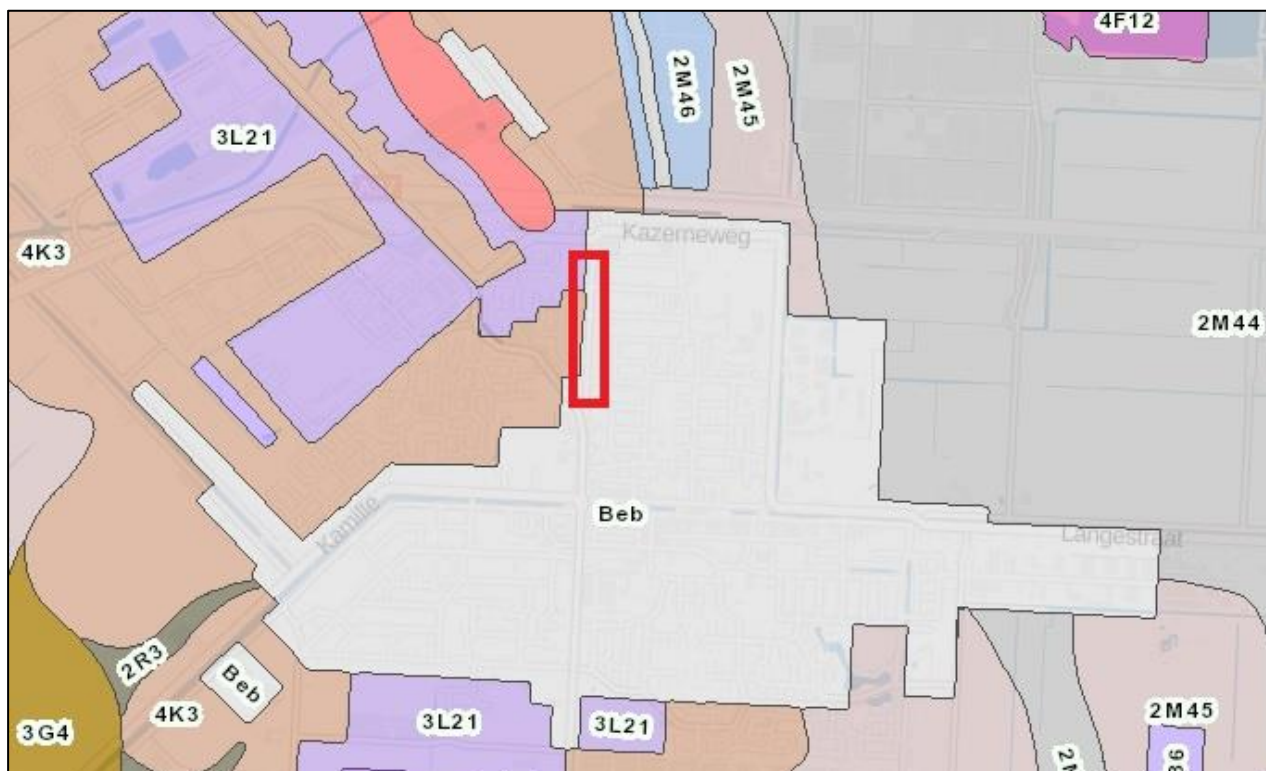 4F12
2M46
2M45
3L21
Kazerneweg
4K3
2M44
Beb
Kamille
Langestraat
2R3
Beb
4K3
3L21
3L21
2M45
3G4